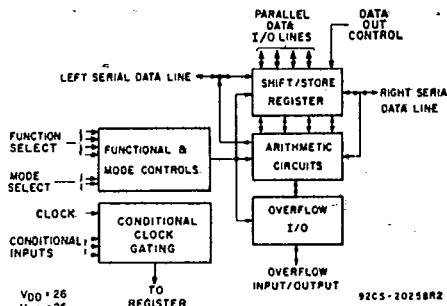 PARALLEL
DATA
I/O LINES
DATA
OUT
CONTROL
LEFT SERIAL DATA LINE
SHIFT/STORE
REGISTER
RIGHT SERIA
DATA LINE
FUNCTION
SELECT
FUNCTIONAL &
MODE CONTROLS
ARITHMETIC
CIRCUITS
MODE
SELECT
CLOCK
CONDITIONAL
INPUTS
CONDITIONAL
CLOCK
GATING
OVERFLOW
I/O
TO
REGISTER
OVERFLOW
INPUT/OUTPUT
VDD = 26
92CS-20258R2